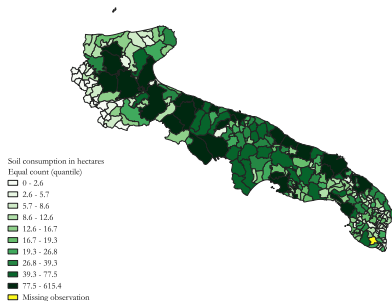 Soil consumption in hectares
Equal count (quantile)
0 - 2.6
2.6 - 5.7
5.7 - 8.6
8.6 - 12.6
12.6 - 16.7
16.7 - 19.3
19.3 - 26.8
26.8 - 39.3
39.3 - 77.5
77.5 - 615.4
Missing observation